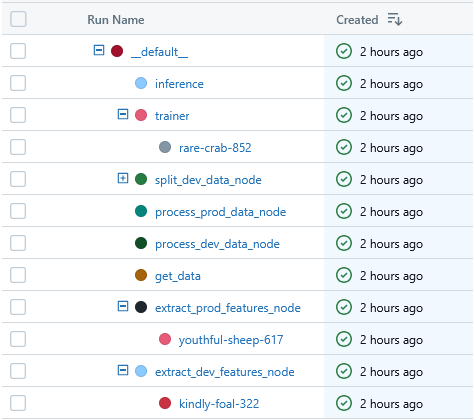 Run Name Created
__default__ 2 hours ago
inference 2 hours ago
trainer 2 hours ago
rare-crab-852 2 hours ago
split_dev_data_node 2 hours ago
process_prod_data_node 2 hours ago
process_dev_data_node 2 hours ago
get_data 2 hours ago
extract_prod_features_node 2 hours ago
youthful-sheep-617 2 hours ago
extract_dev_features_node 2 hours ago
kindly-foal-322 2 hours ago